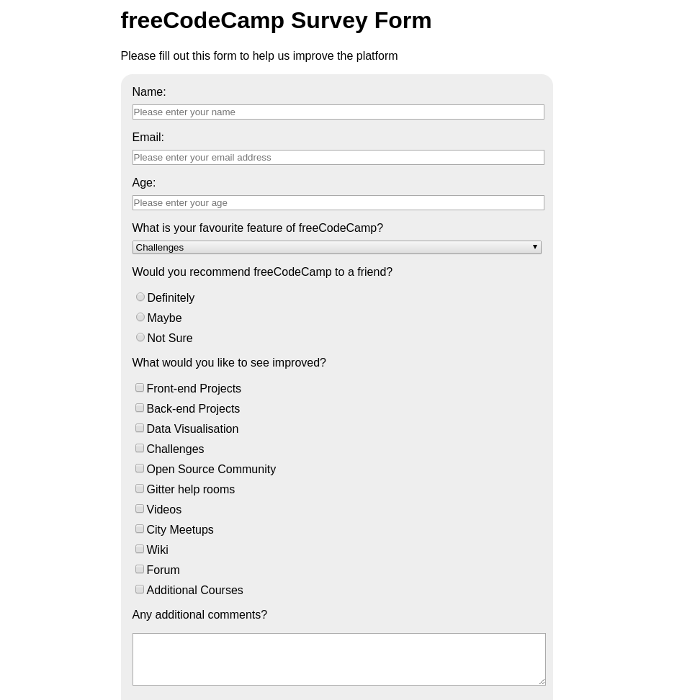 freeCodeCamp Survey Form
Please fill out this form to help us improve the platform
Name:
Please enter your name
Email:
Please enter your email address
Age:
Please enter your age
What is your favourite feature of freeCodeCamp?
Challenges
Would you recommend freeCodeCamp to a friend?
Definitely
Maybe
Not Sure
What would you like to see improved?
Front-end Projects
Back-end Projects
Data Visualisation
Challenges
Open Source Community
Gitter help rooms
Videos
City Meetups
Wiki
Forum
Additional Courses
Any additional comments?